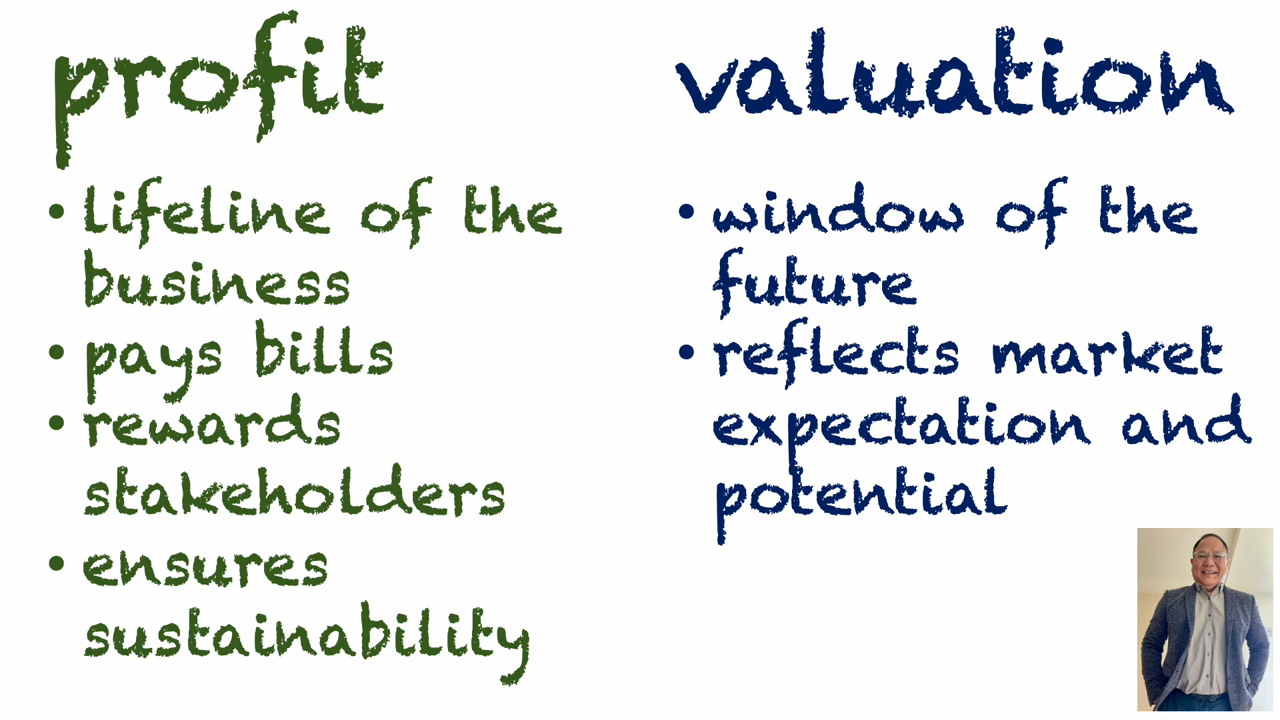 profit
• lifeline of the
business
• pays bills
• rewards
stakeholders
• ensures
sustainability
valuation
• window of the
future
• reflects market
expectation and
potential